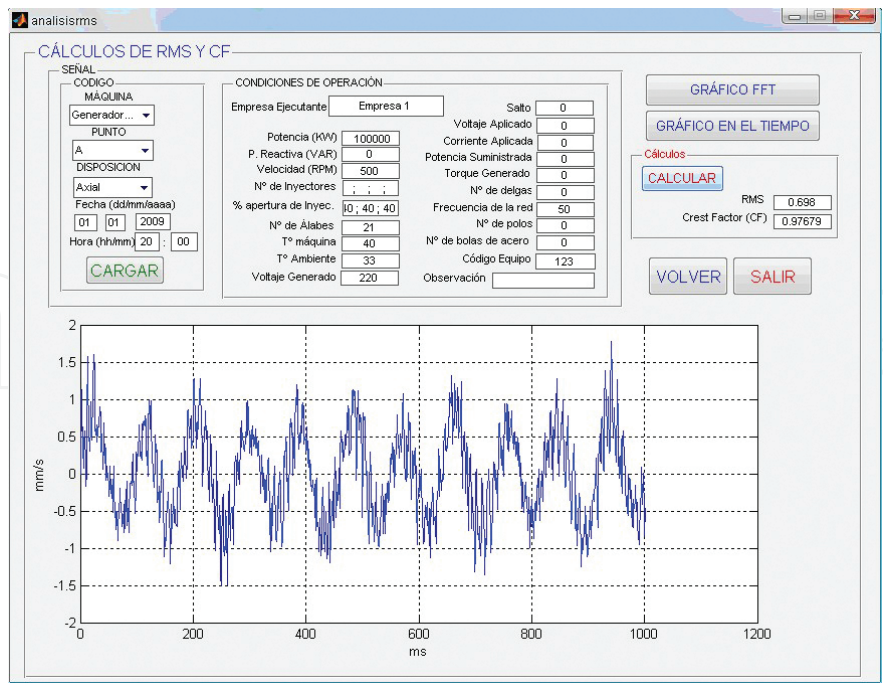 analisisrms
CÁLCULOS DE RMS Y CF
SEÑAL
CODIGO
MÁQUINA
Generador...
PUNTO
A
DISPOSICION
Axial
Fecha (dd/mm/aaaa)
01 01 2009
Hora (hh/mm) 20 : 00
CARGAR
CONDICIONES DE OPERACIÓN
Empresa Ejecutante Empresa 1
Potencia (KW) 100000
P. Reactiva (VAR) 0
Velocidad (RPM) 500
Nº de Inyectores ; ; ;
% apertura de Inyec. 40 ; 40 ; 40
Nº de Álabes 21
Tº máquina 40
Tº Ambiente 33
Voltaje Generado 220
Salto 0
Voltaje Aplicado 0
Corriente Aplicada 0
Potencia Suministrada 0
Torque Generado 0
Nº de delgas 0
Frecuencia de la red 50
Nº de polos 0
Nº de bolas de acero 0
Código Equipo 123
Observación
GRÁFICO FFT
GRÁFICO EN EL TIEMPO
Cálculos
CALCULAR
RMS 0.698
Crest Factor (CF) 0.97679
VOLVER SALIR
2
1.5
1
0.5
0
-0.5
-1
-1.5
-2
mm/s
0 200 400 600 800 1000 1200
ms